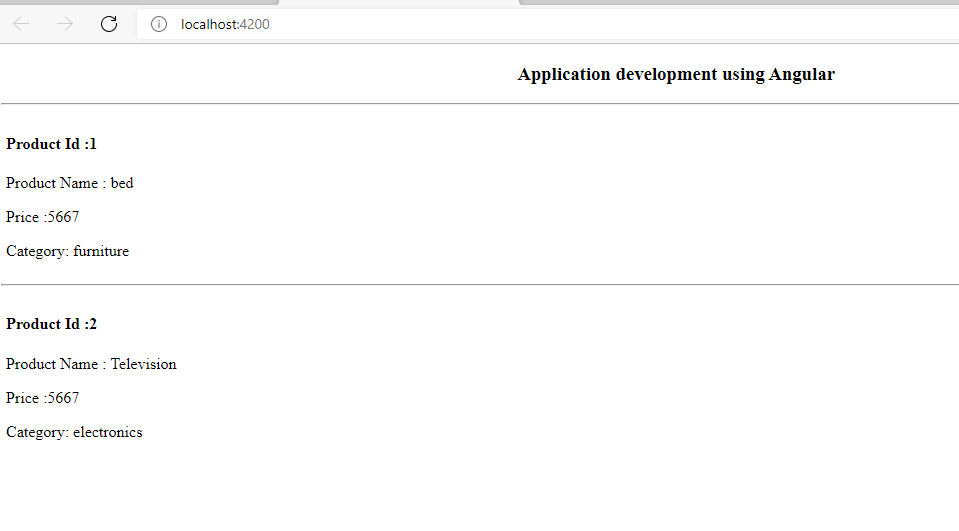 localhost:4200
Application development using Angular
Product Id :1
Product Name : bed
Price :5667
Category: furniture
Product Id :2
Product Name : Television
Price :5667
Category: electronics